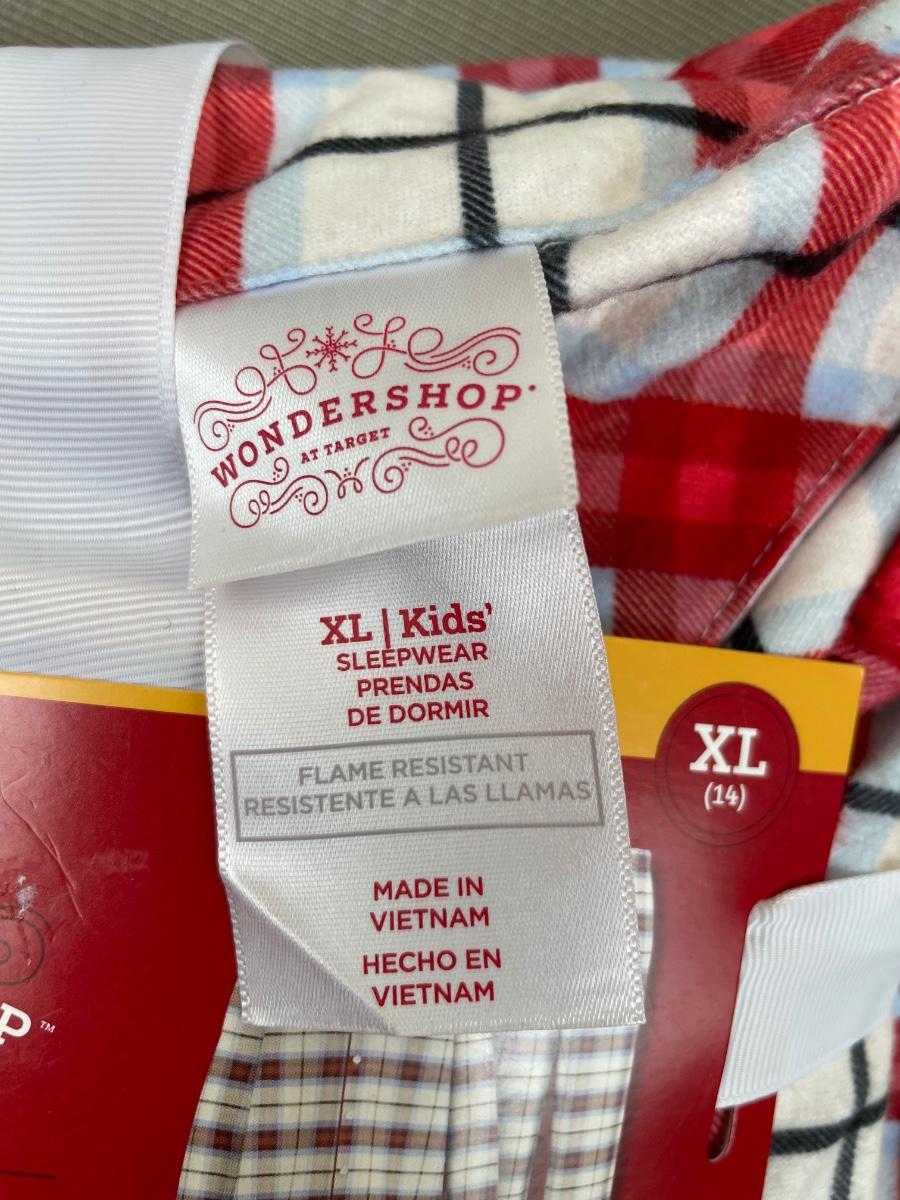 WONDERSHOP
AT TARGET
XL | Kids'
SLEEPWEAR
PRENDAS
DE DORMIR
FLAME RESISTANT
RESISTENTE A LAS LLAMAS
MADE IN
VIETNAM
HECHO EN
VIETNAM
XL
(14)
P™